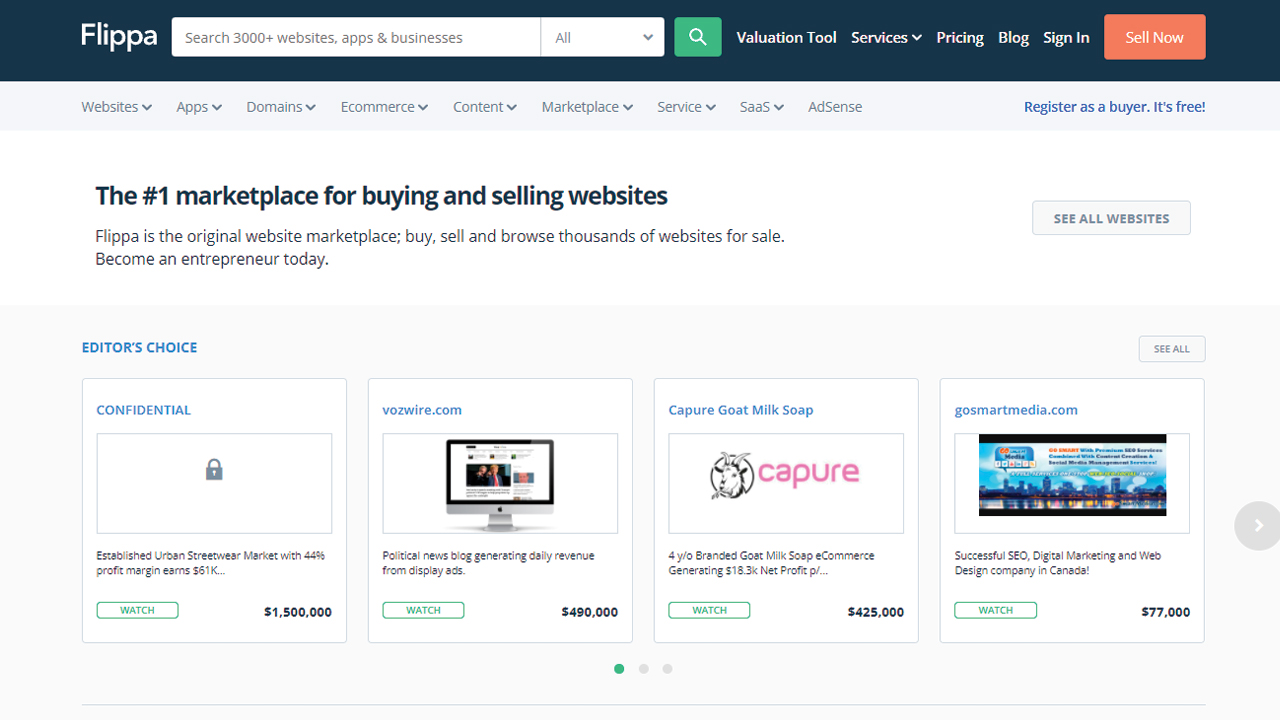 Flippa
Search 3000+ websites, apps & businesses
All
Valuation Tool
Services
Pricing
Blog
Sign In
Sell Now
Websites
Apps
Domains
Ecommerce
Content
Marketplace
Service
SaaS
AdSense
Register as a buyer. It's free!
The #1 marketplace for buying and selling websites
Flippa is the original website marketplace; buy, sell and browse thousands of websites for sale.
Become an entrepreneur today.
SEE ALL WEBSITES
EDITOR'S CHOICE
SEE ALL
CONFIDENTIAL
Established Urban Streetwear Market with 44%
profit margin earns $61K...
WATCH
$1,500,000
vozwire.com
Political news blog generating daily revenue
from display ads.
WATCH
$490,000
Capure Goat Milk Soap
capure
4 y/o Branded Goat Milk Soap eCommerce
Generating $18.3k Net Profit p/...
WATCH
$425,000
gosmartmedia.com
GO SMART With Premium SEO Services
Combined With Content Creation &
Social Media Management Services!
Successful SEO, Digital Marketing and Web
Design company in Canada!
WATCH
$77,000